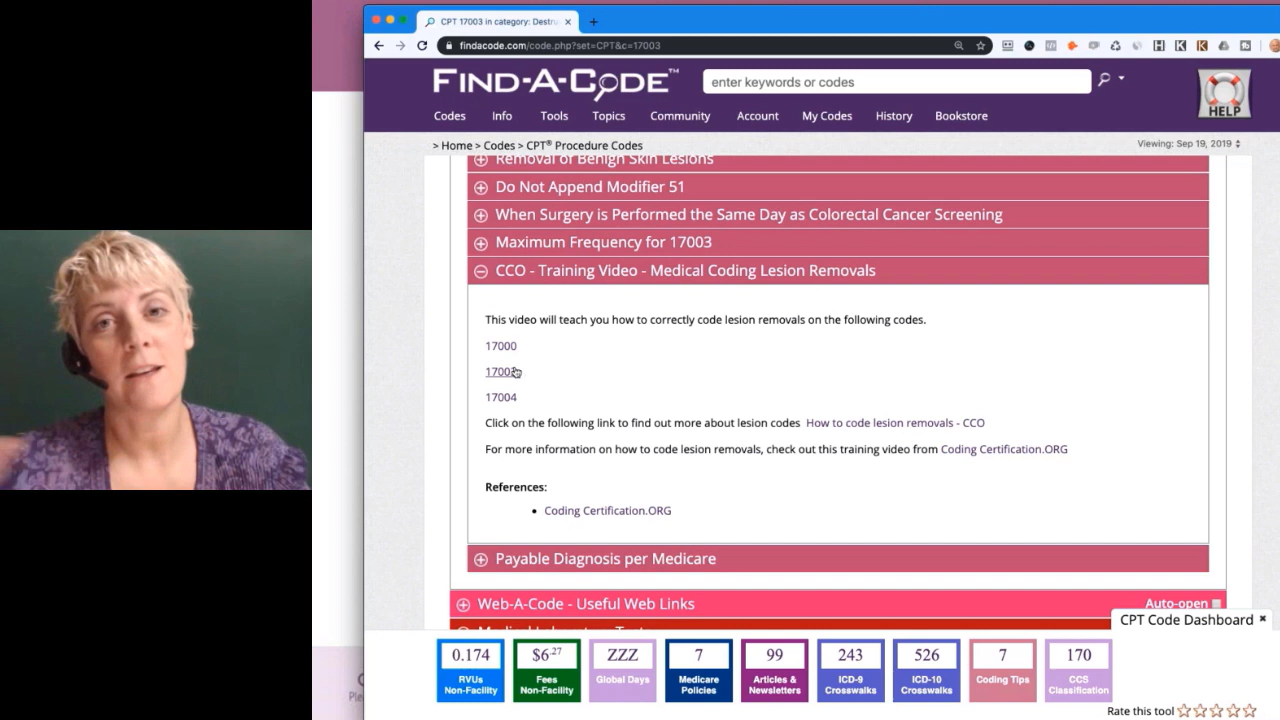 CPT 17003 in category: Destru
findacode.com/code.php?set=CPT&c=17003
FIND-A-CODE™
enter keywords or codes
HELP
Codes Info Tools Topics Community Account My Codes History Bookstore
> Home > Codes > CPT® Procedure Codes
Viewing: Sep 19, 2019
Removal of Benign Skin Lesions
Do Not Append Modifier 51
When Surgery is Performed the Same Day as Colorectal Cancer Screening
Maximum Frequency for 17003
CCO - Training Video - Medical Coding Lesion Removals
This video will teach you how to correctly code lesion removals on the following codes.
17000
17003
17004
Click on the following link to find out more about lesion codes How to code lesion removals - CCO
For more information on how to code lesion removals, check out this training video from Coding Certification.ORG
References:
• Coding Certification.ORG
Payable Diagnosis per Medicare
Web-A-Code - Useful Web Links
Auto-open
CPT Code Dashboard
0.174 $6.27 ZZZ 7 99 243 526 7 170
RVUs Fees Global Days Medicare Articles & ICD-9 ICD-10 Coding Tips CCS
Non-Facility Non-Facility Policies Newsletters Crosswalks Crosswalks Classification
Rate this tool